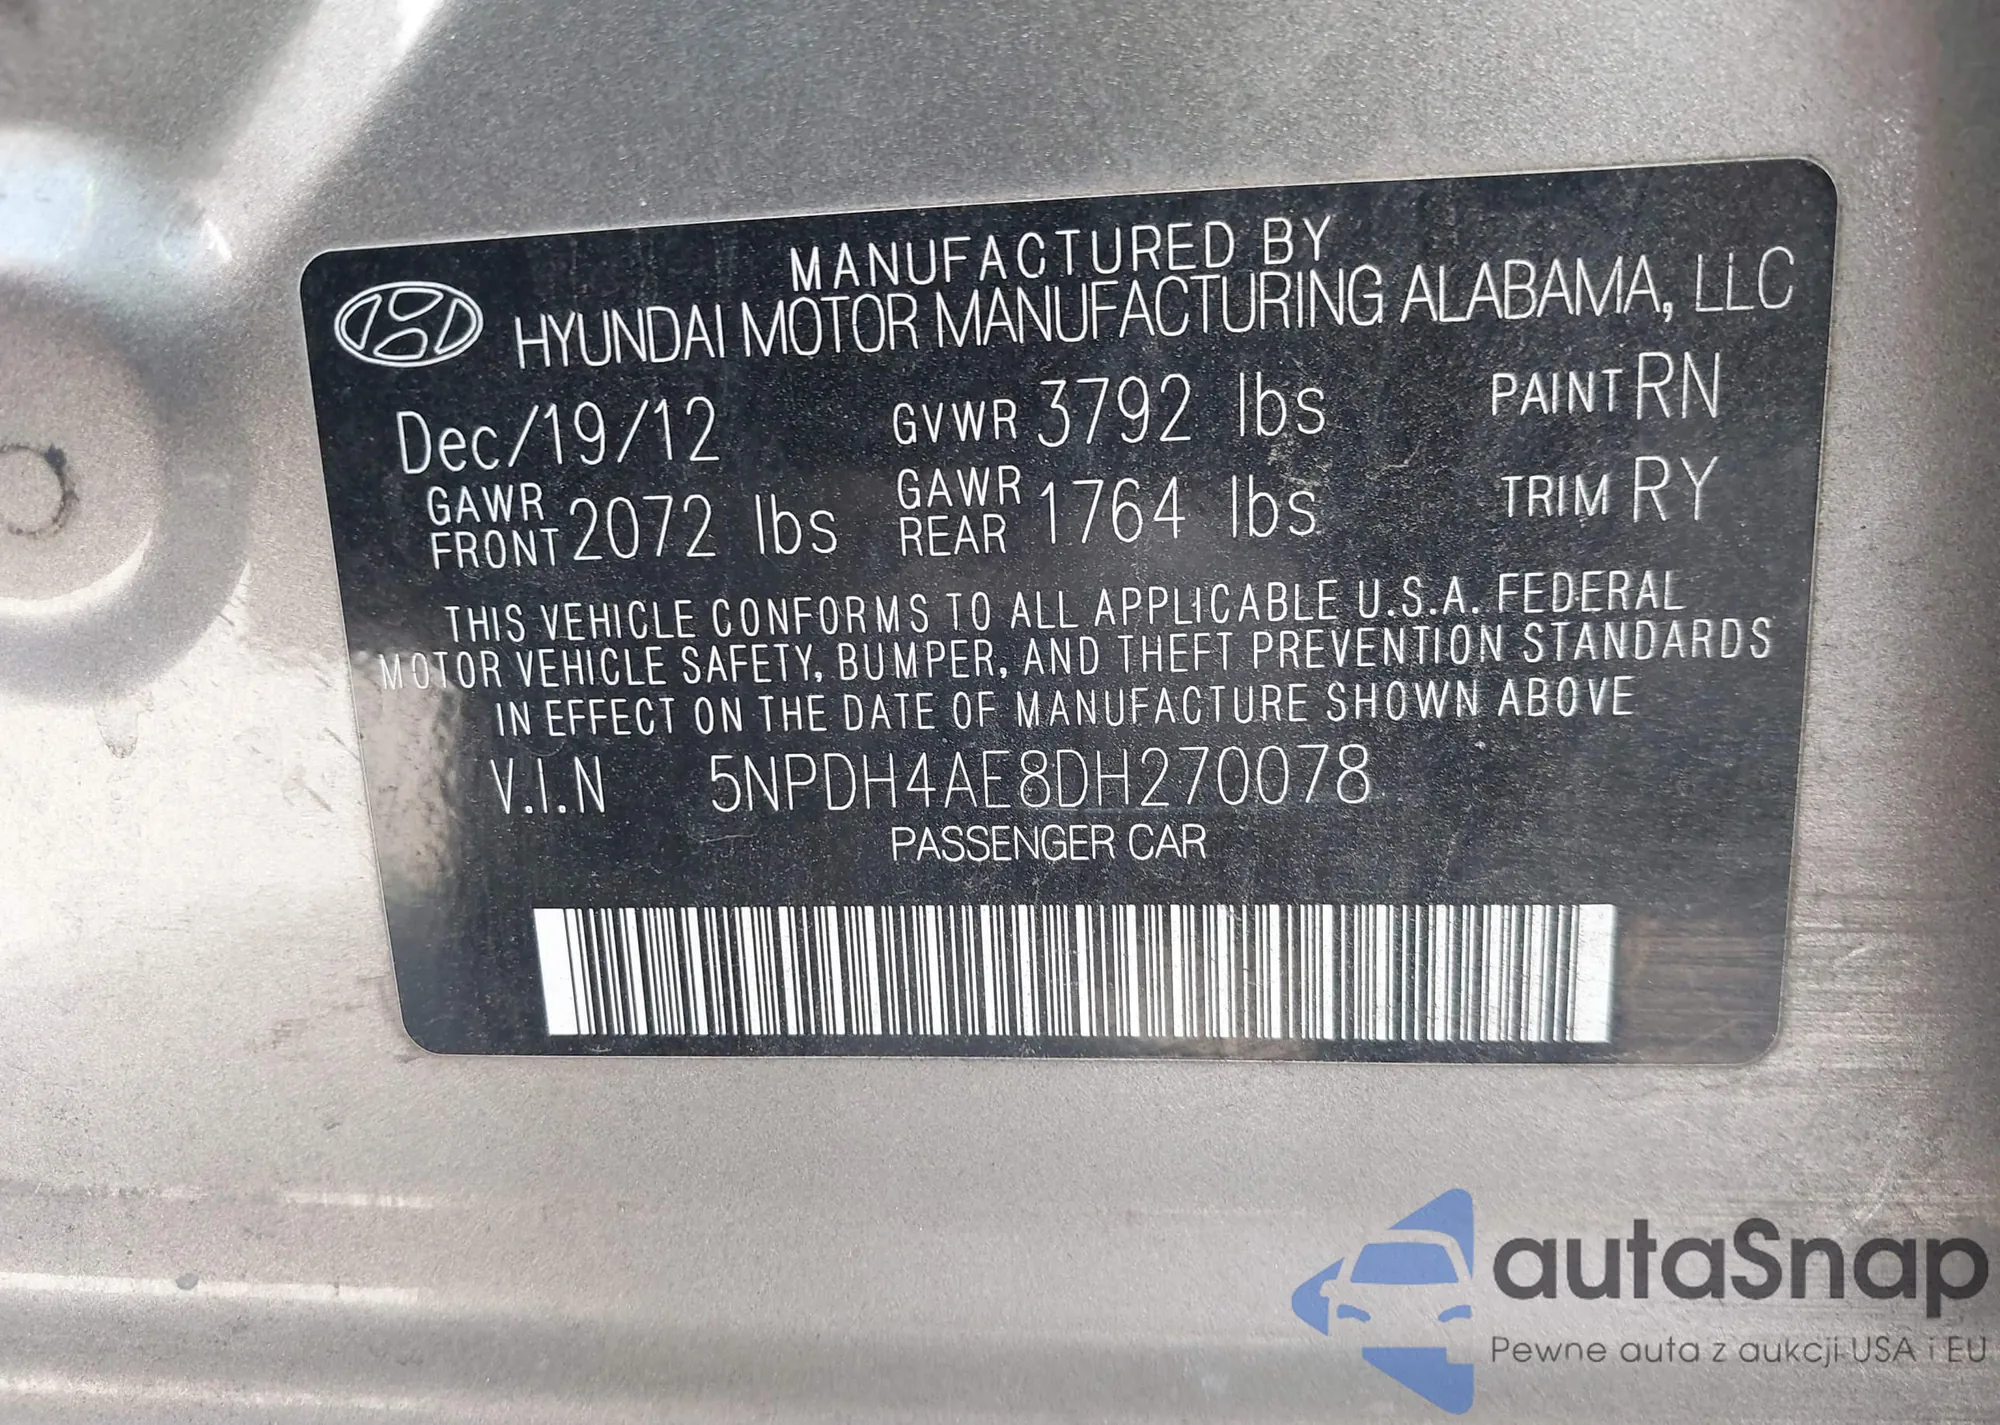 MANUFACTURED BY
HYUNDAI MOTOR MANUFACTURING ALABAMA, LLC
Dec/19/12 GVWR 3792 lbs PAINT RN
GAWR FRONT 2072 lbs GAWR REAR 1764 lbs TRIM RY
THIS VEHICLE CONFORMS TO ALL APPLICABLE U.S.A. FEDERAL
MOTOR VEHICLE SAFETY, BUMPER, AND THEFT PREVENTION STANDARDS
IN EFFECT ON THE DATE OF MANUFACTURE SHOWN ABOVE
V.I.N 5NPDH4AE8DH270078
PASSENGER CAR
autaSnap
Pewne auta z aukcji USA i EU